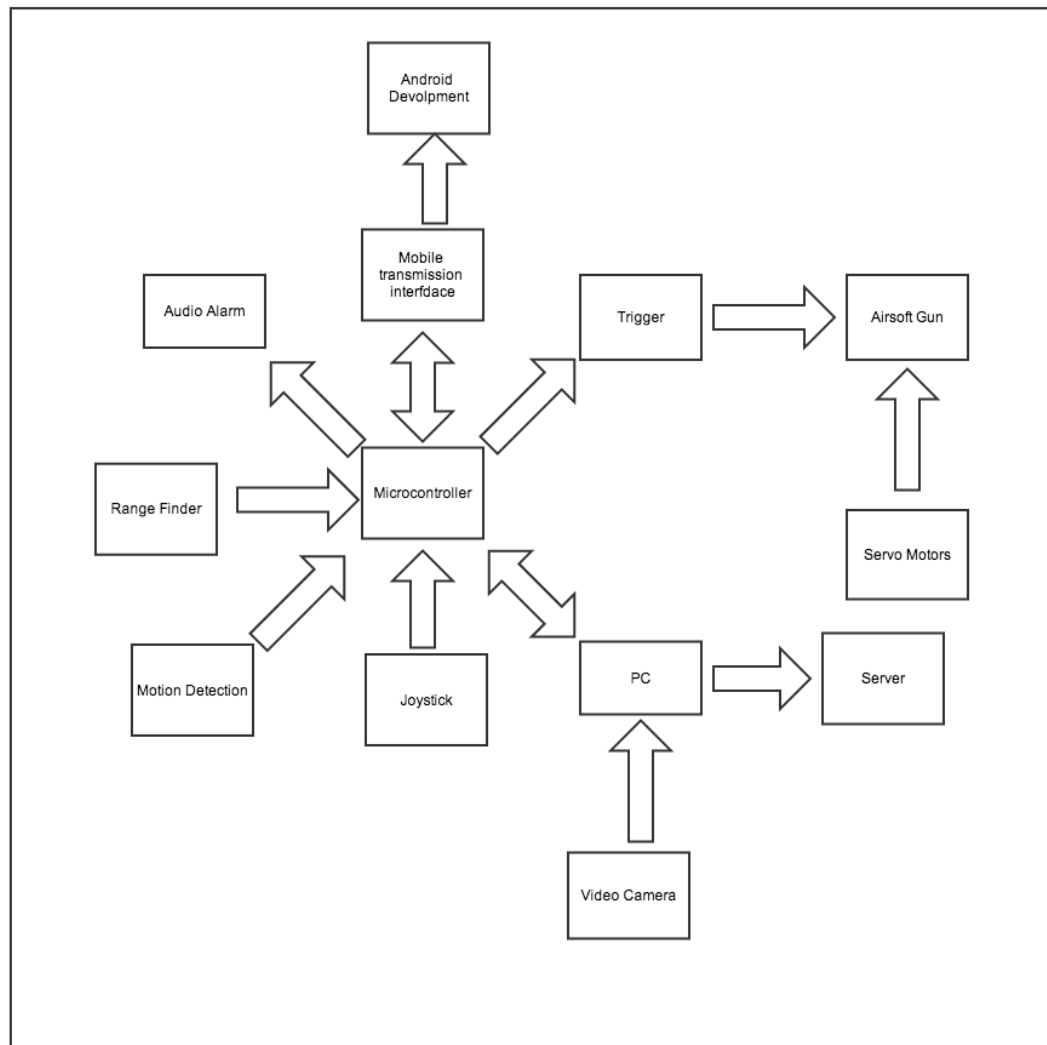 Android
Devolpment
Mobile
transmission
interfdace
Audio Alarm
Trigger
Airsoft Gun
Range Finder
Microcontroller
Servo Motors
Motion Detection
Joystick
PC
Server
Video Camera